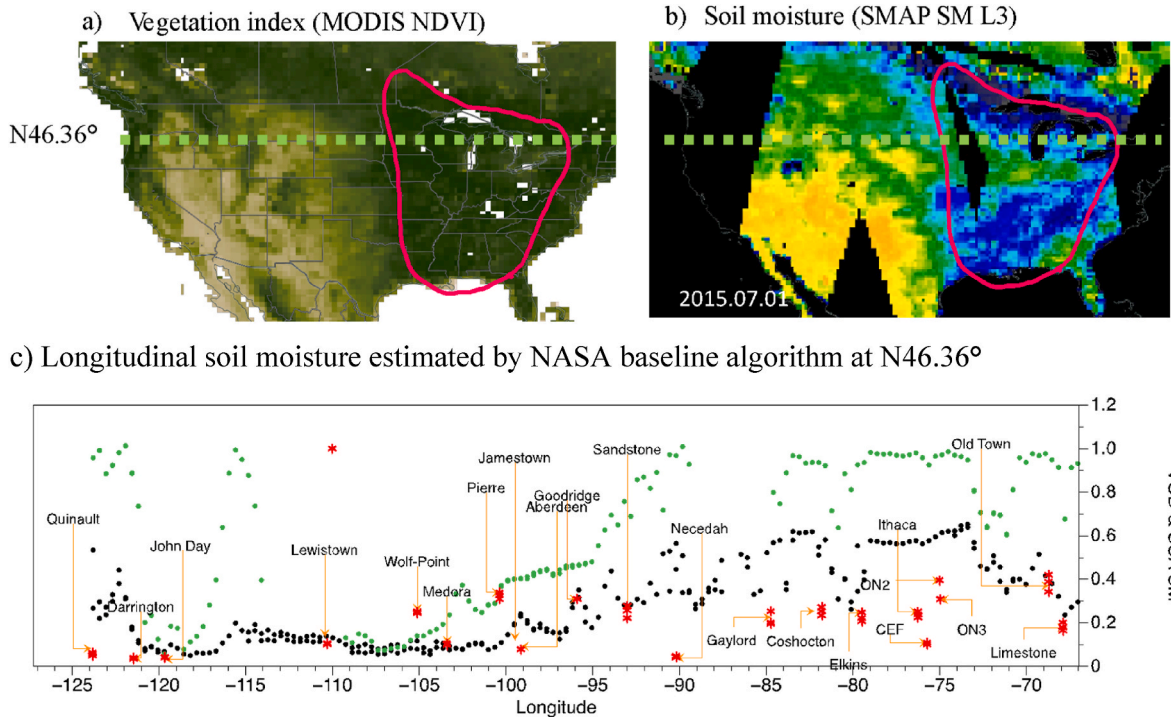 a) Vegetation index (MODIS NDVI)
b) Soil moisture (SMAP SM L3)
N46.36°
2015.07.01
c) Longitudinal soil moisture estimated by NASA baseline algorithm at N46.36°
1.2
Sandstone
Old Town
1.0
Jamestown
Pierre
Goodridge
Aberdeen
0.8
Quinault
John Day
Necedah
Ithaca
0.6
Lewistown
Wolf-Point
Medora
ON2
0.4
Darrington
0.2
Gaylord
Coshocton
CEF
ON3
Elkins
Limestone
0
−125
−120
−115
−110
−105
−100
−95
−90
−85
−80
−75
−70
Longitude